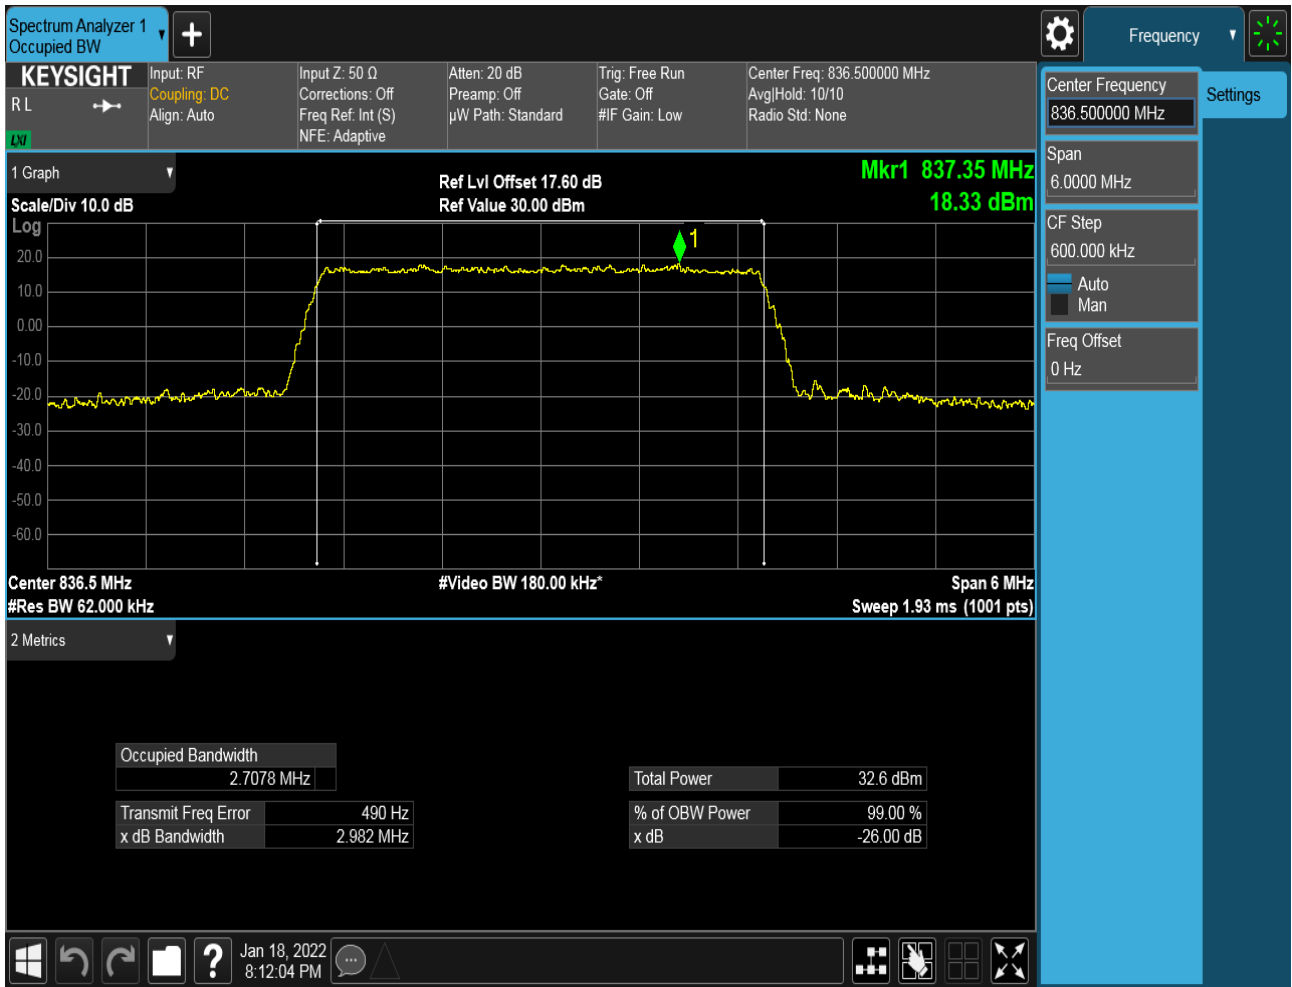 Spectrum Analyzer 1
Occupied BW
Frequency
KEYSIGHT
R L
LXI
Input: RF
Coupling: DC
Align: Auto
Input Z: 50 Ω
Corrections: Off
Freq Ref: Int (S)
NFE: Adaptive
Atten: 20 dB
Preamp: Off
µW Path: Standard
Trig: Free Run
Gate: Off
#IF Gain: Low
Center Freq: 836.500000 MHz
Avg|Hold: 10/10
Radio Std: None
Center Frequency
836.500000 MHz
Settings
Span
6.0000 MHz
CF Step
600.000 kHz
Auto
Man
Freq Offset
0 Hz
1 Graph
Scale/Div 10.0 dB
Ref Lvl Offset 17.60 dB
Ref Value 30.00 dBm
Mkr1 837.35 MHz
18.33 dBm
Log
1
20.0
10.0
0.00
-10.0
-20.0
-30.0
-40.0
-50.0
-60.0
Center 836.5 MHz
#Video BW 180.00 kHz*
Span 6 MHz
#Res BW 62.000 kHz
Sweep 1.93 ms (1001 pts)
2 Metrics
Occupied Bandwidth
2.7078 MHz
Transmit Freq Error 490 Hz
x dB Bandwidth 2.982 MHz
Total Power 32.6 dBm
% of OBW Power 99.00 %
x dB -26.00 dB
?
Jan 18, 2022
8:12:04 PM